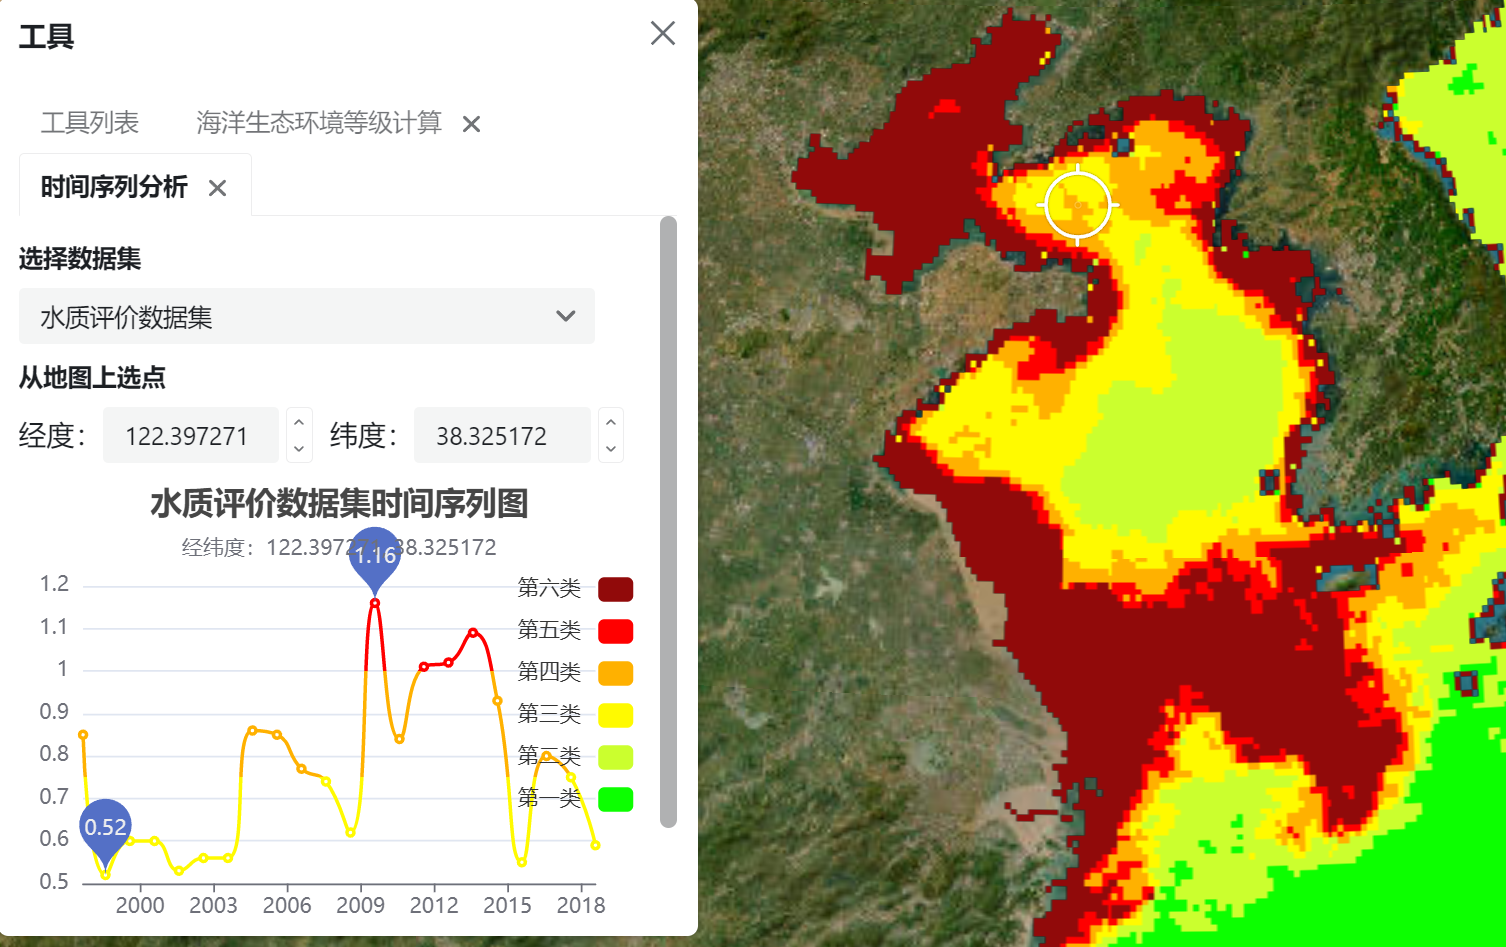 工具
工具列表 海洋生态环境等级计算
时间序列分析
选择数据集
水质评价数据集
从地图上选点
经度： 122.397271 纬度： 38.325172
水质评价数据集时间序列图
经纬度：122.397271 38.325172
1.16
0.52
1.2
1.1
1
0.9
0.8
0.7
0.6
0.5
2000 2003 2006 2009 2012 2015 2018
第六类
第五类
第四类
第三类
第二类
第一类